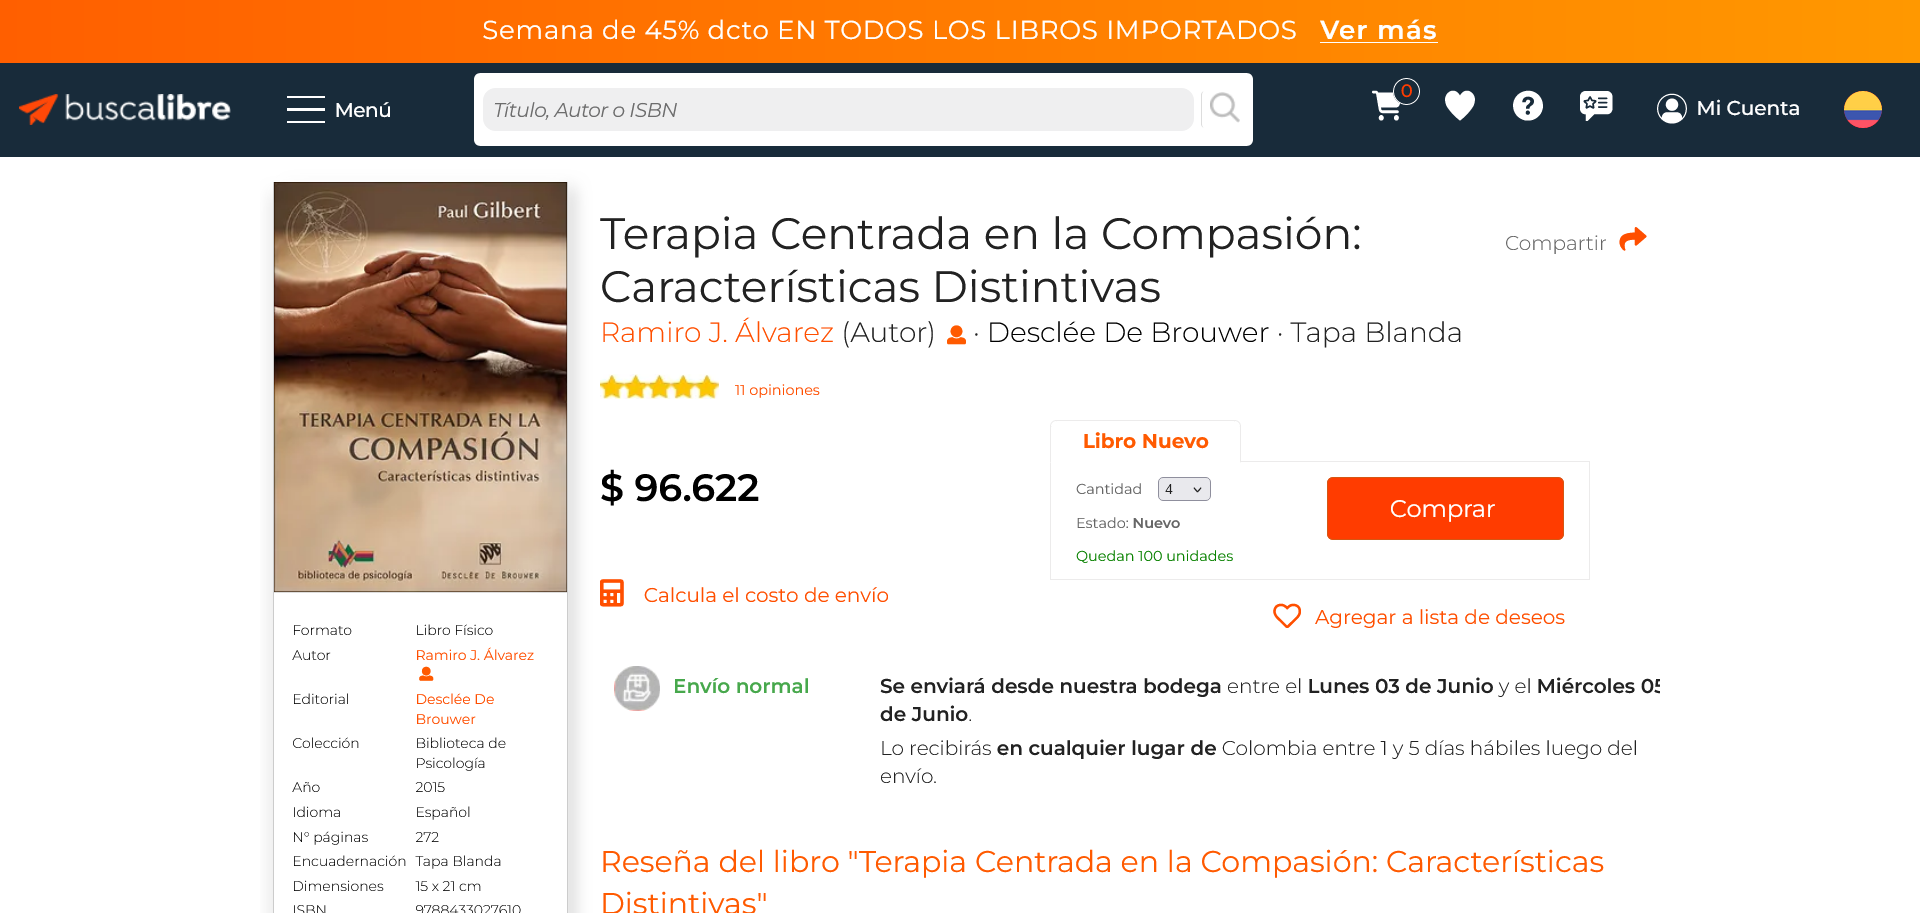 Semana de 45% dcto EN TODOS LOS LIBROS IMPORTADOS Ver más
buscalibre
Menú
Título, Autor o ISBN
0
Mi Cuenta
Paul Gilbert
TERAPIA CENTRADA EN LA
COMPASIÓN
Características distintivas
biblioteca de psicología
DESCLÉE DE BROUWER
Terapia Centrada en la Compasión:
Características Distintivas
Compartir
Ramiro J. Álvarez (Autor) · Desclée De Brouwer · Tapa Blanda
11 opiniones
$ 96.622
Libro Nuevo
Cantidad 4
Estado: Nuevo
Quedan 100 unidades
Comprar
Calcula el costo de envío
Agregar a lista de deseos
Envío normal
Se enviará desde nuestra bodega entre el Lunes 03 de Junio y el Miércoles 05
de Junio.
Lo recibirás en cualquier lugar de Colombia entre 1 y 5 días hábiles luego del
envío.
Formato Libro Físico
Autor Ramiro J. Álvarez
Editorial Desclée De
Brouwer
Colección Biblioteca de
Psicología
Año 2015
Idioma Español
N° páginas 272
Encuadernación Tapa Blanda
Dimensiones 15 x 21 cm
ISBN 9788433027610
Reseña del libro "Terapia Centrada en la Compasión: Características
Distintivas"